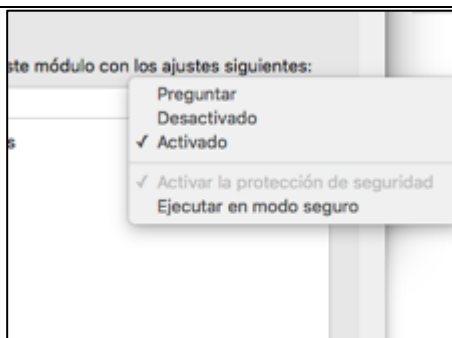 ste módulo con los ajustes siguientes:
Preguntar
Desactivado
✓ Activado
✓ Activar la protección de seguridad
Ejecutar en modo seguro
s